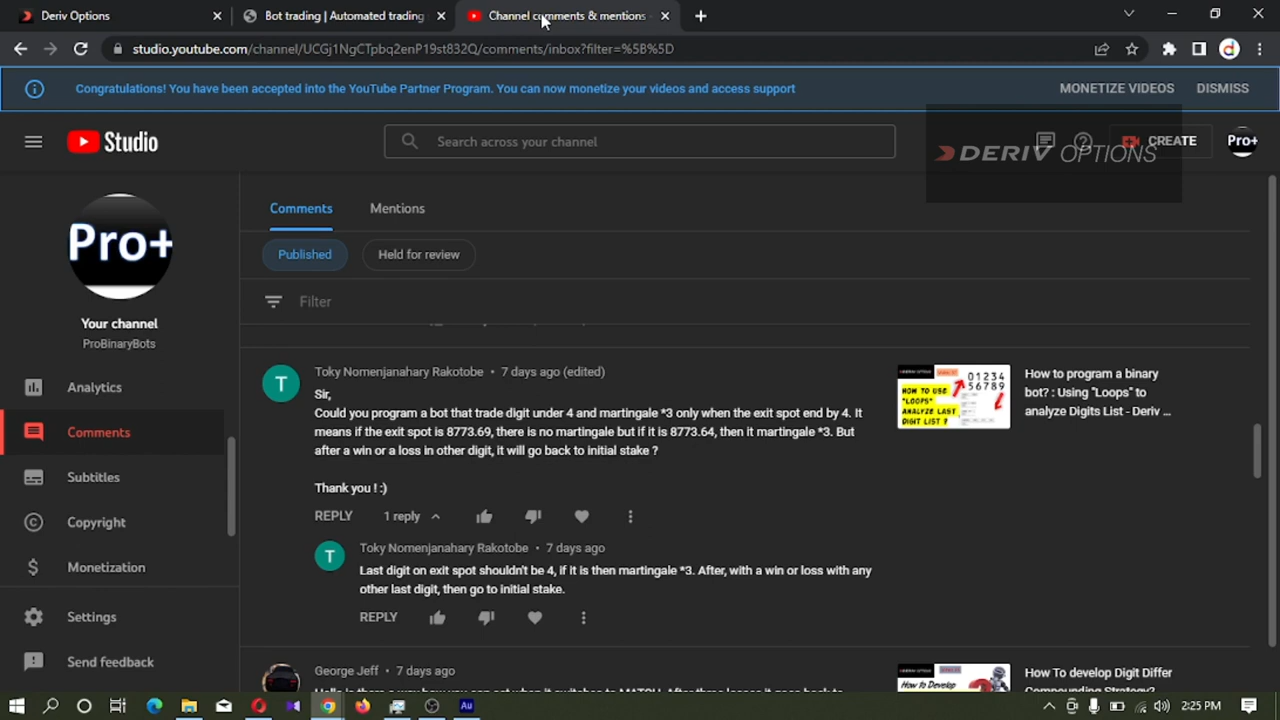 Deriv Options
Bot trading | Automated trading
Channel comments & mentions
studio.youtube.com/channel/UCGj1NgCTpbq2enP19st832Q/comments/inbox?filter=%5B%5D
Congratulations! You have been accepted into the YouTube Partner Program. You can now monetize your videos and access support
MONETIZE VIDEOS
DISMISS
Studio
Search across your channel
DERIV OPTIONS
CREATE
Pro+
Pro+
Your channel
ProBinaryBots
Analytics
Comments
Subtitles
Copyright
Monetization
Settings
Send feedback
Comments
Mentions
Published
Held for review
Filter
Toky Nomenjanahary Rakotobe • 7 days ago (edited)
Sir,
Could you program a bot that trade digit under 4 and martingale *3 only when the exit spot end by 4. It
means if the exit spot is 8773.69, there is no martingale but if it is 8773.64, then it martingale *3. But
after a win or a loss in other digit, it will go back to initial stake ?
Thank you ! :)
REPLY
1 reply
T
T
Toky Nomenjanahary Rakotobe • 7 days ago
Last digit on exit spot shouldn't be 4, if it is then martingale *3. After, with a win or loss with any
other last digit, then go to initial stake.
REPLY
George Jeff • 7 days ago
0 1 2 3 4
5 6 7 8 9
HOW TO USE
"LOOPS"
ANALYZE LAST
DIGIT LIST ?
How to program a binary
bot? : Using "Loops" to
analyze Digits List - Deriv ...
How To develop Digit Differ
Compounding Strategy?
How To Develop
Au
2:25 PM